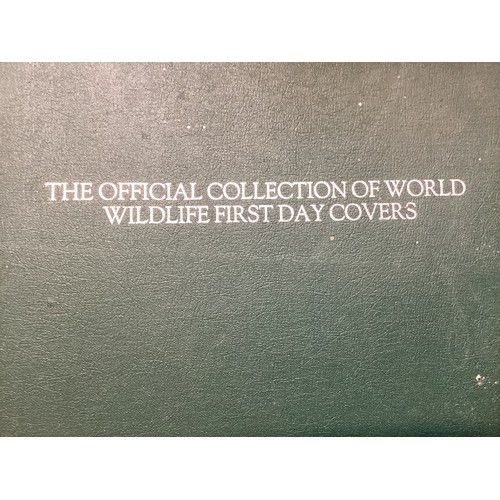 THE OFFICIAL COLLECTION OF WORLD
WILDLIFE FIRST DAY COVERS